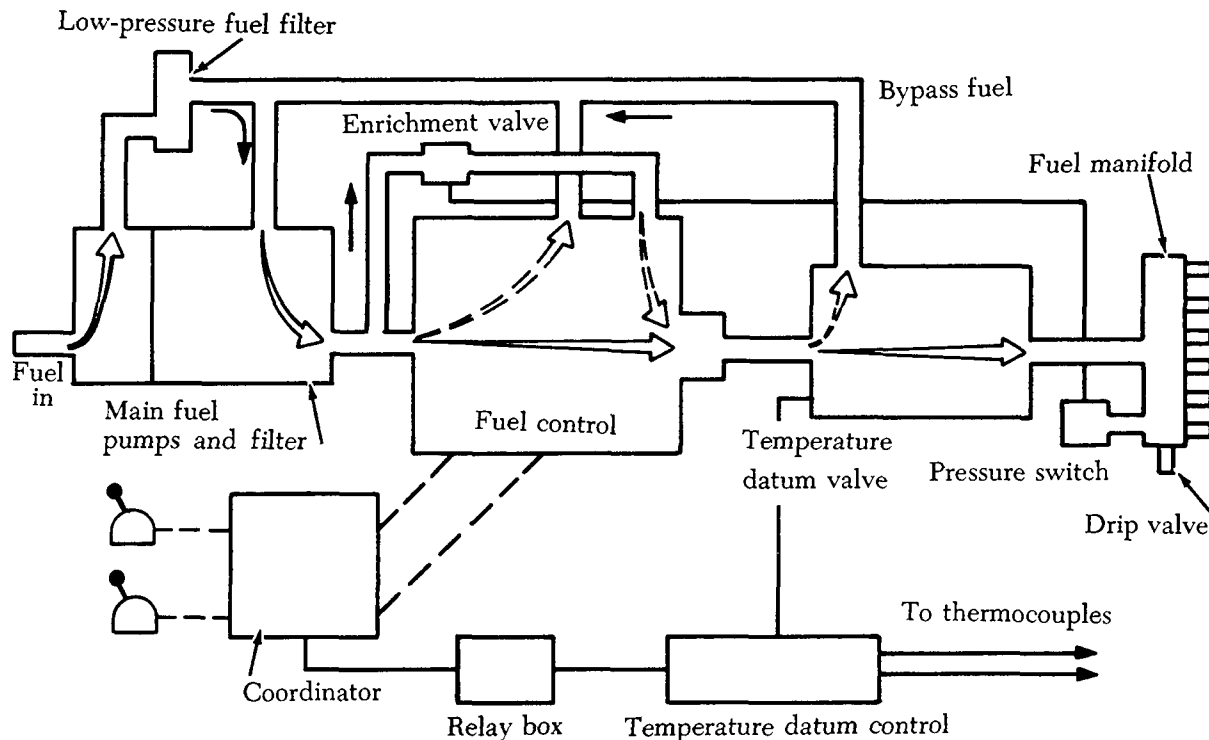 Low-pressure fuel filter
Bypass fuel
Enrichment valve
Fuel manifold
Fuel
in
Main fuel
pumps and filter
Fuel control
Temperature
datum valve
Pressure switch
Drip valve
To thermocouples
Coordinator
Relay box
Temperature datum control